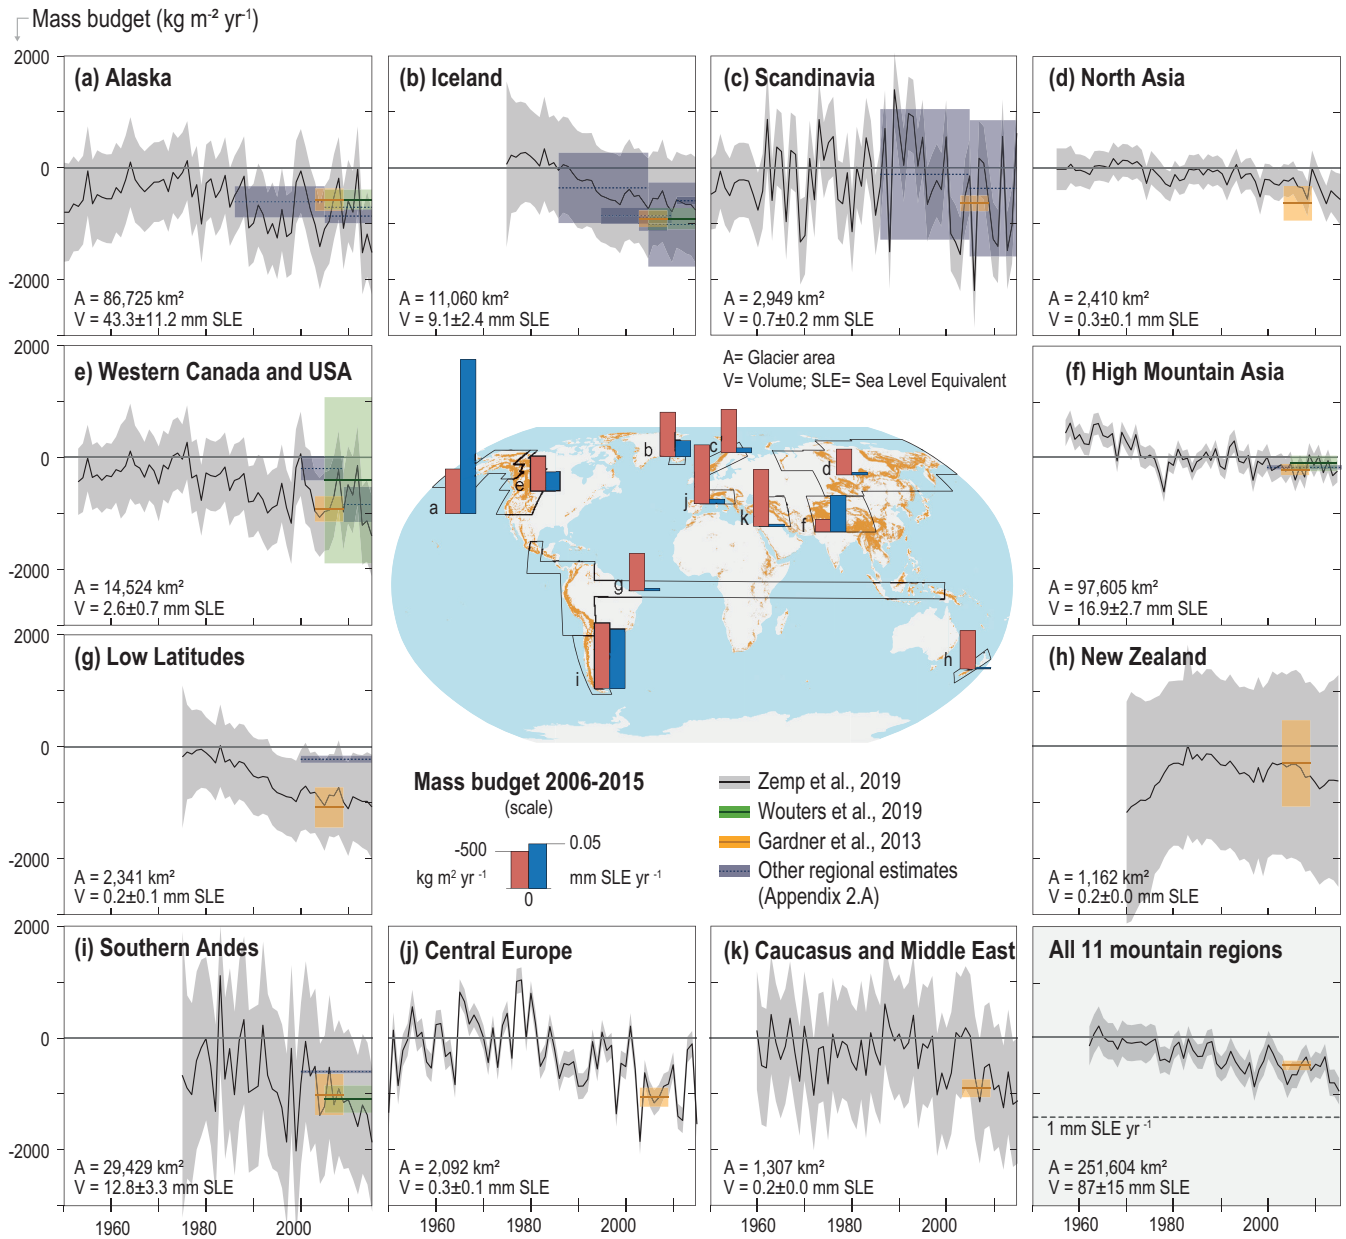 Mass budget (kg m-² yr-¹)
2000
0
-2000
(a) Alaska
A = 86,725 km²
V = 43.3±11.2 mm SLE
(b) Iceland
A = 11,060 km²
V = 9.1±2.4 mm SLE
(c) Scandinavia
A = 2,949 km²
V = 0.7±0.2 mm SLE
(d) North Asia
A = 2,410 km²
V = 0.3±0.1 mm SLE
2000
0
-2000
e) Western Canada and USA
A = 14,524 km²
V = 2.6±0.7 mm SLE
A= Glacier area
V= Volume; SLE= Sea Level Equivalent
a
b
c
d
e
f
g
h
i
j
k
(f) High Mountain Asia
A = 97,605 km²
V = 16.9±2.7 mm SLE
2000
0
-2000
(g) Low Latitudes
A = 2,341 km²
V = 0.2±0.1 mm SLE
Mass budget 2006-2015
(scale)
-500
0.05
kg m² yr -¹
mm SLE yr -¹
0
Zemp et al., 2019
Wouters et al., 2019
Gardner et al., 2013
Other regional estimates
(Appendix 2.A)
(h) New Zealand
A = 1,162 km²
V = 0.2±0.0 mm SLE
2000
0
-2000
(i) Southern Andes
A = 29,429 km²
V = 12.8±3.3 mm SLE
1960 1980 2000
(j) Central Europe
A = 2,092 km²
V = 0.3±0.1 mm SLE
1960 1980 2000
(k) Caucasus and Middle East
A = 1,307 km²
V = 0.2±0.0 mm SLE
1960 1980 2000
All 11 mountain regions
1 mm SLE yr -¹
A = 251,604 km²
V = 87±15 mm SLE
1960 1980 2000